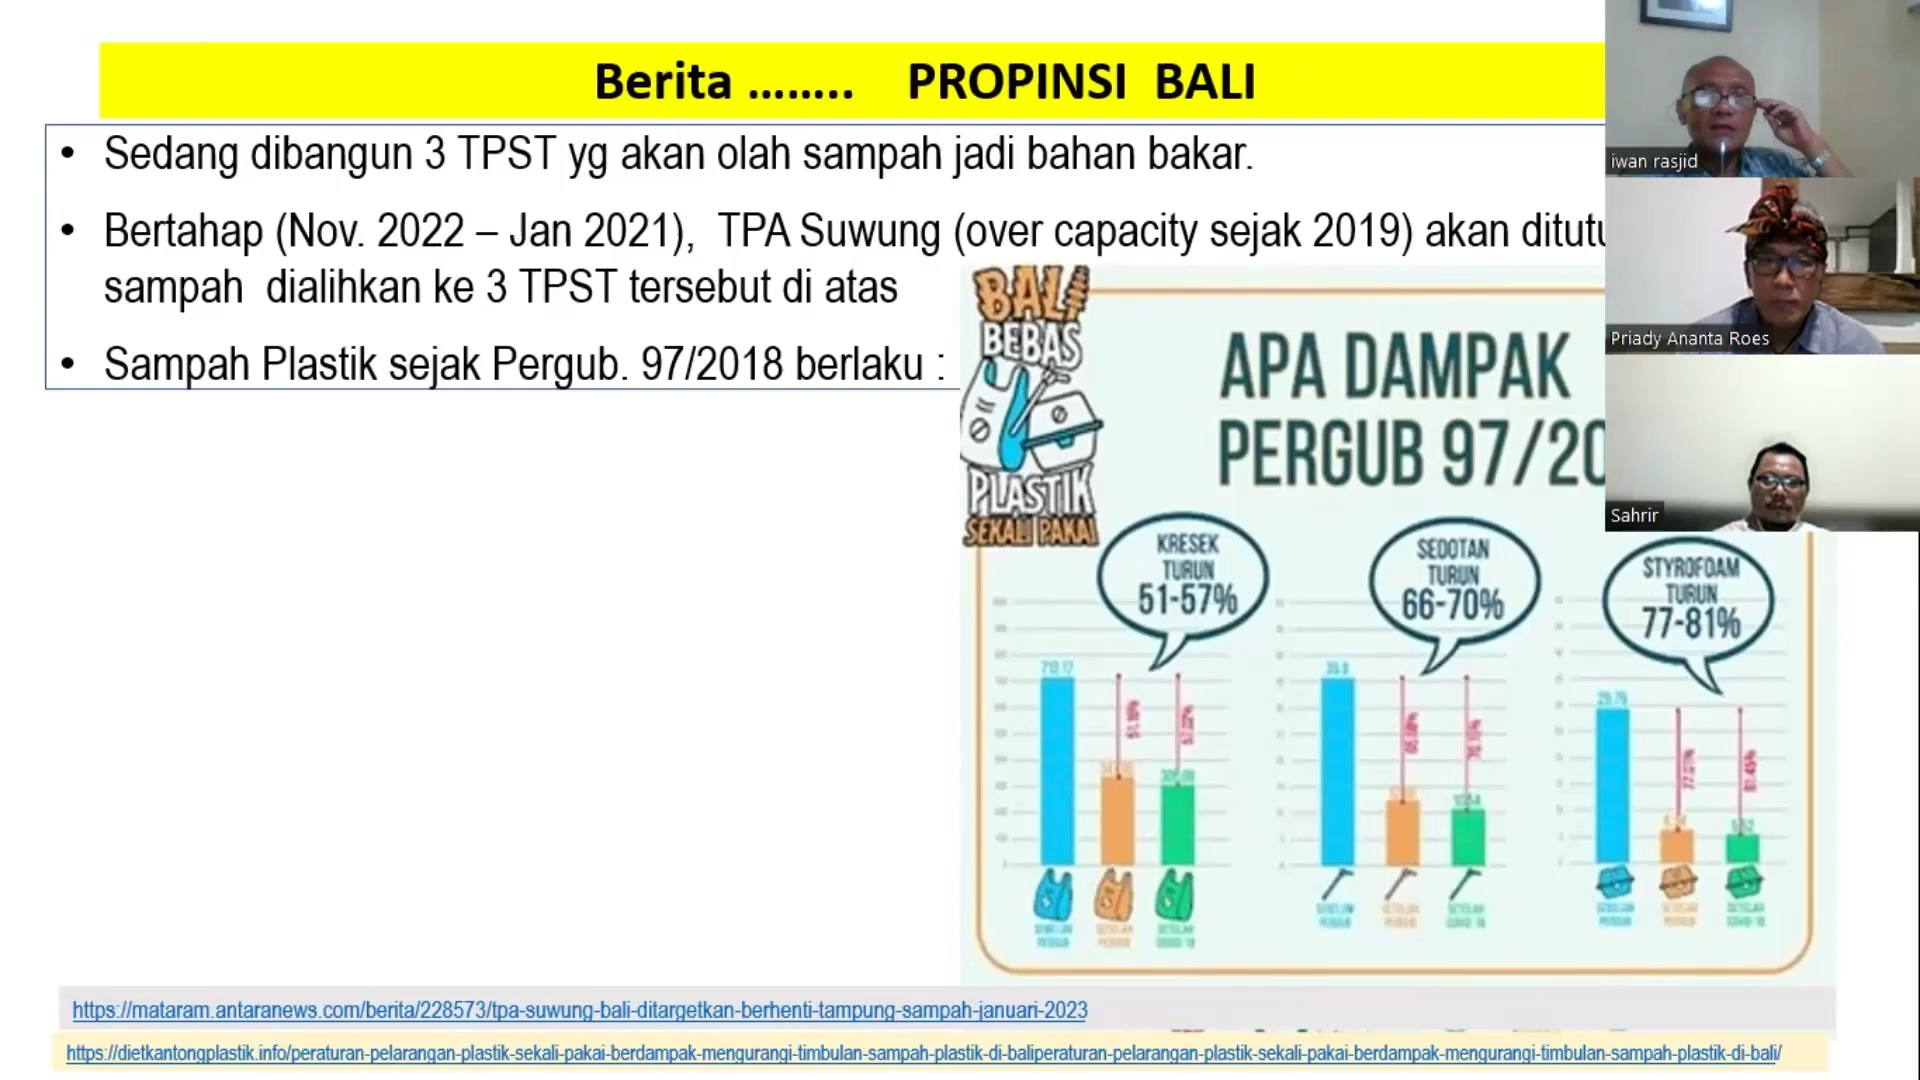 Berita ........ PROPINSI BALI
• Sedang dibangun 3 TPST yg akan olah sampah jadi bahan bakar.
• Bertahap (Nov. 2022 – Jan 2021), TPA Suwung (over capacity sejak 2019) akan
sampah dialihkan ke 3 TPST tersebut di atas
• Sampah Plastik sejak Pergub. 97/2018 berlaku :
iwan rasjid
Priady Ananta Roes
Sahrir
BALI
BEBAS
PLASTIK
SEKALI PAKAI
APA DAMPAK
PERGUB
KRESEK
TURUN
51-57%
SEDOTAN
TURUN
66-70%
STYROFOAM
TURUN
77-81%
https://mataram.antaranews.com/berita/228573/tpa-suwung-bali-ditargetkan-berhenti-tampung-sampah-januari-2023
https://dietkantongplastik.info/peraturan-pelarangan-plastik-sekali-pakai-berdampak-mengurangi-timbulan-sampah-plastik-di-baliperaturan-pelarangan-plastik-sekali-pakai-berdampak-mengurangi-timbulan-sampah-plastik-di-bali/